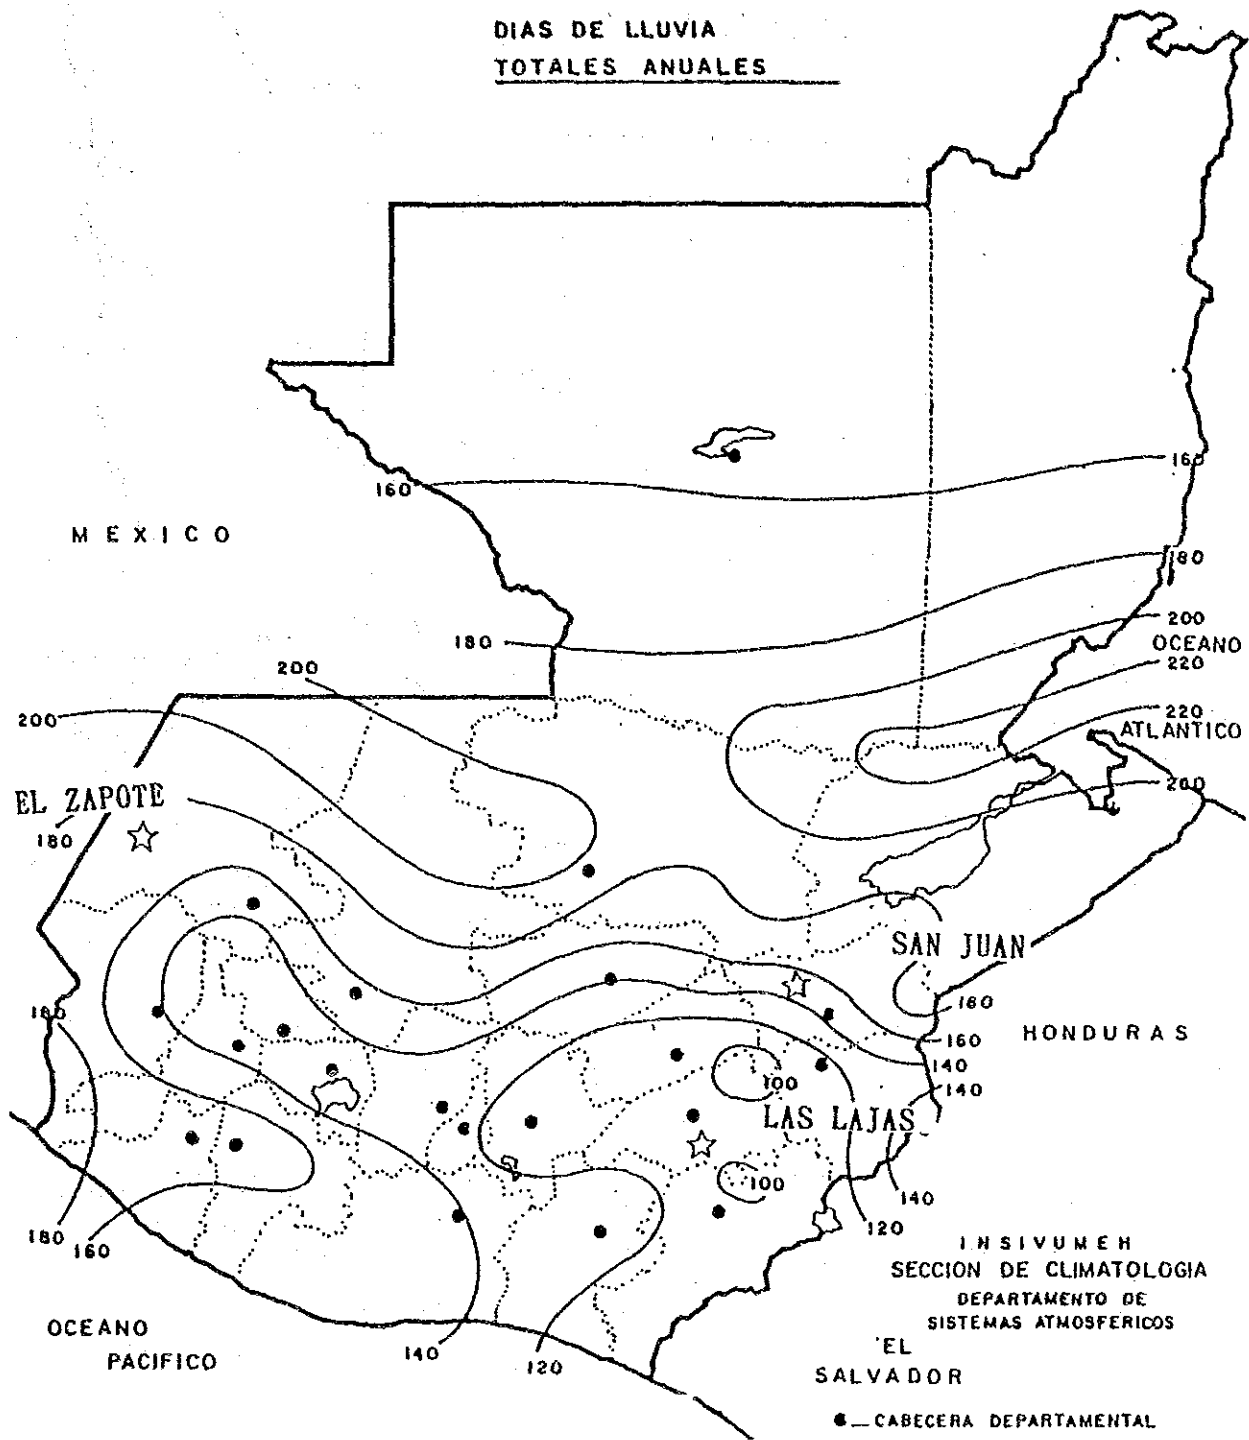 DIAS DE LLUVIA
TOTALES ANUALES
160
160
MEXICO
180
180
200
OCEANO
220
200
200
220
ATLANTICO
200
EL ZAPOTE
180
SAN JUAN
160
180
HONDURAS
160
140
140
100
LAS LAJAS
100
140
120
180
160
INSIVUMEH
SECCION DE CLIMATOLOGIA
DEPARTAMENTO DE
SISTEMAS ATMOSFERICOS
OCEANO
PACIFICO
140
120
EL
SALVADOR
CABECERA DEPARTAMENTAL